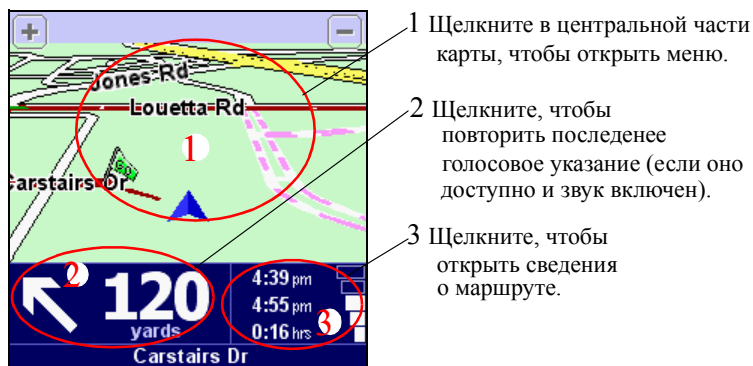 +
−
Jones Rd
Louetta Rd
1
GO
Carstairs Dr
2
120
yards
4:39 pm
4:55 pm
0:16 hrs
3
Carstairs Dr
1 Щелкните в центральной части
карты, чтобы открыть меню.
2 Щелкните, чтобы
повторить последенее
голосовое указание (если оно
доступно и звук включен).
3 Щелкните, чтобы
открыть сведения
о маршруте.